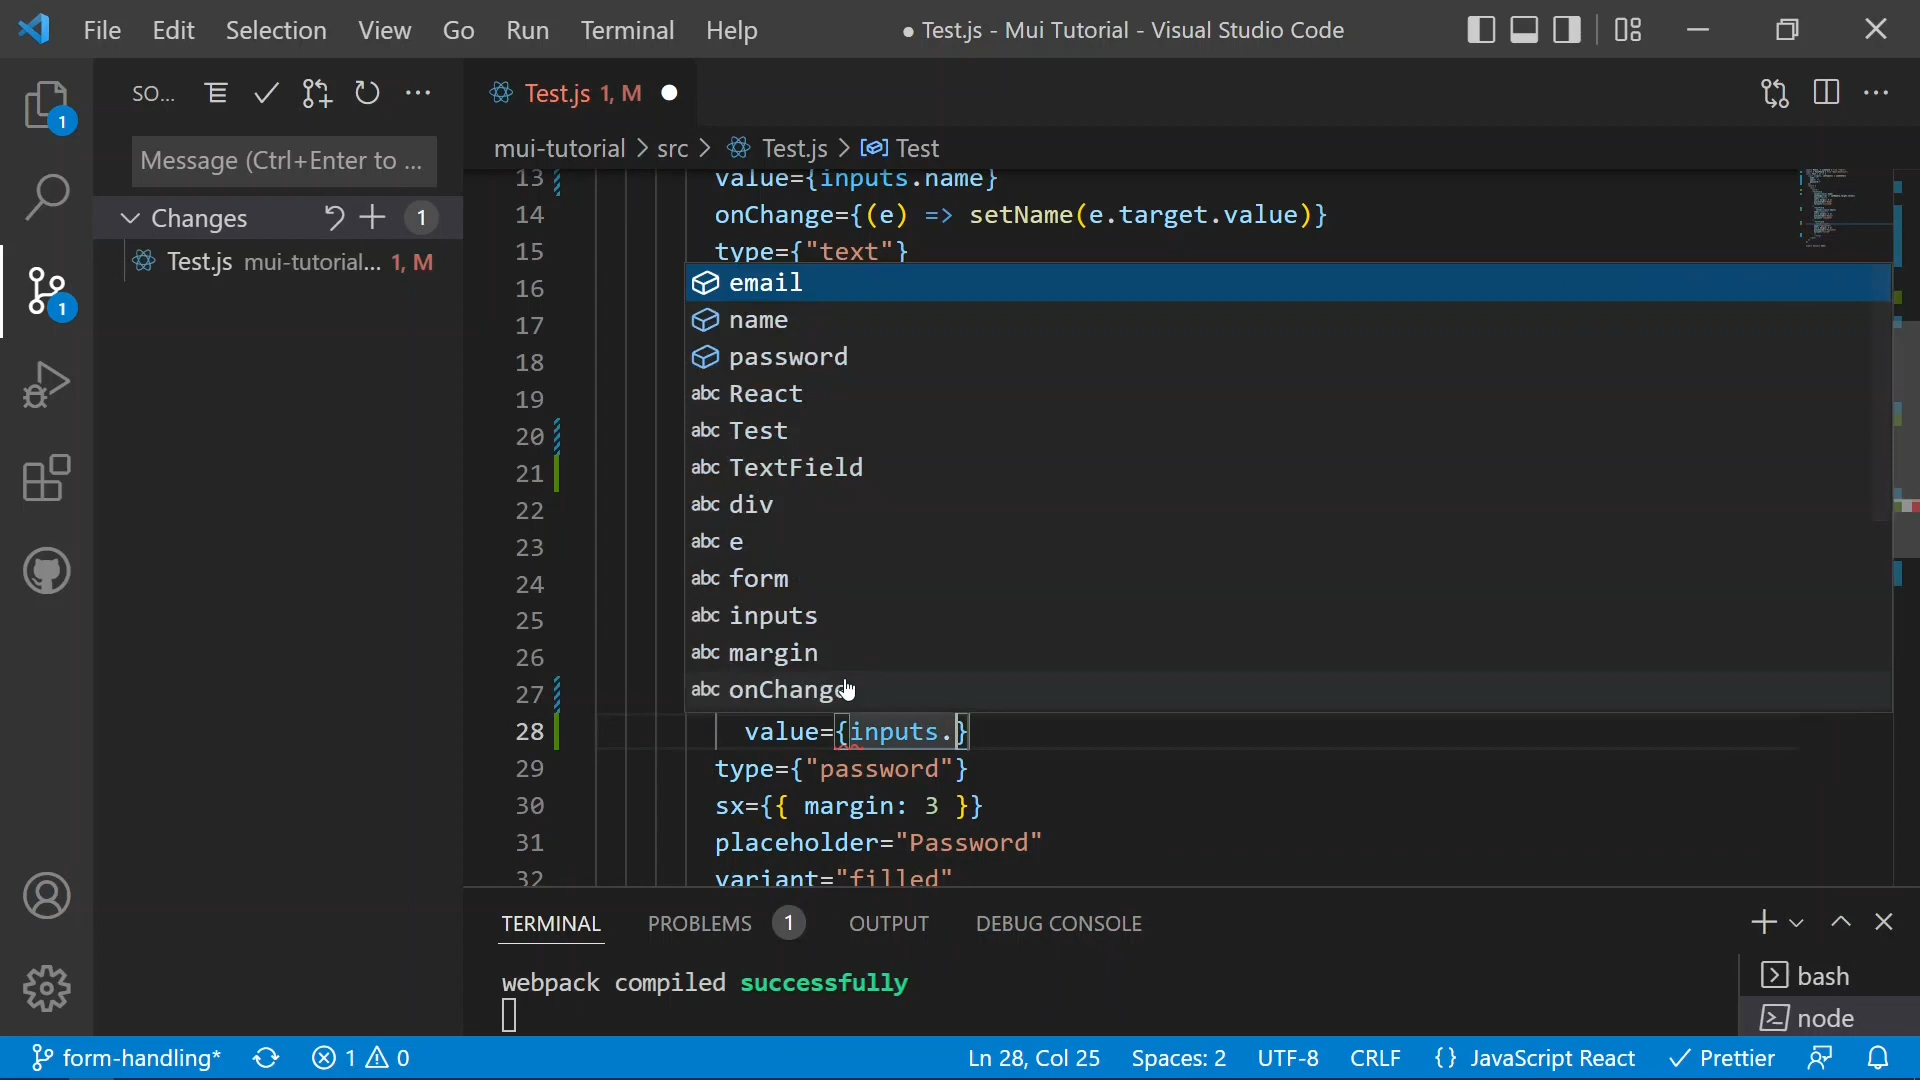 File Edit Selection View Go Run Terminal Help
● Test.js - Mui Tutorial - Visual Studio Code
SO...
Test.js 1, M
1
Message (Ctrl+Enter to ...
mui-tutorial > src > Test.js > Test
Changes 1
Test.js mui-tutorial... 1, M
1
13 value={inputs.name}
14 onChange={(e) => setName(e.target.value)}
15 type={"text"}
16 email
17 name
18 password
19 abc React
20 abc Test
21 abc TextField
22 abc div
23 abc e
24 abc form
25 abc inputs
26 abc margin
27 abc onChange
28 value={inputs.}
29 type={"password"}
30 sx={{ margin: 3 }}
31 placeholder="Password"
32 variant="filled"
TERMINAL PROBLEMS 1 OUTPUT DEBUG CONSOLE
webpack compiled successfully
bash
node
form-handling* 1 0 Ln 28, Col 25 Spaces: 2 UTF-8 CRLF {} JavaScript React Prettier